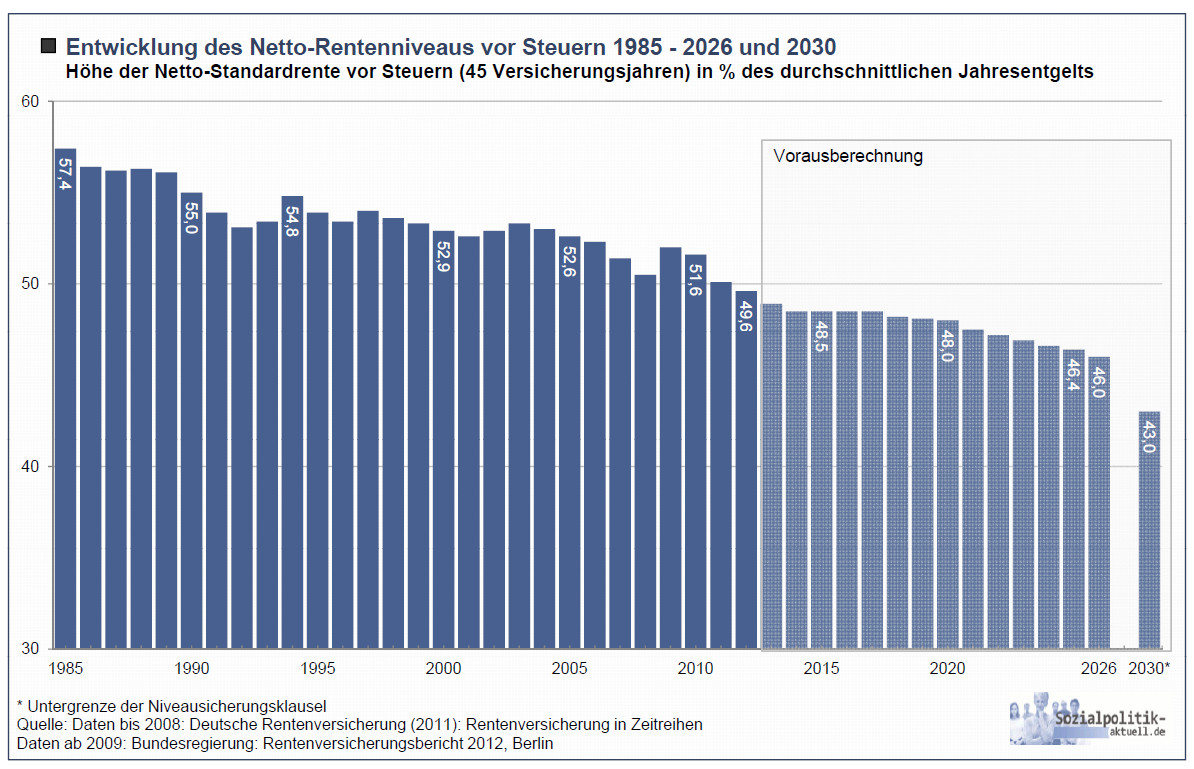 Entwicklung des Netto-Rentenniveaus vor Steuern 1985 - 2026 und 2030
Höhe der Netto-Standardrente vor Steuern (45 Versicherungsjahren) in % des durchschnittlichen Jahresentgelts
60
50
40
30
Vorausberechnung
57,4
55,0
54,8
52,9
52,6
51,6
49,6
48,5
48,0
46,4
46,0
43,0
1985 1990 1995 2000 2005 2010 2015 2020 2026 2030*
* Untergrenze der Niveausicherungsklausel
Quelle: Daten bis 2008: Deutsche Rentenversicherung (2011): Rentenversicherung in Zeitreihen
Daten ab 2009: Bundesregierung: Rentenversicherungsbericht 2012, Berlin
Sozialpolitik-
aktuell.de